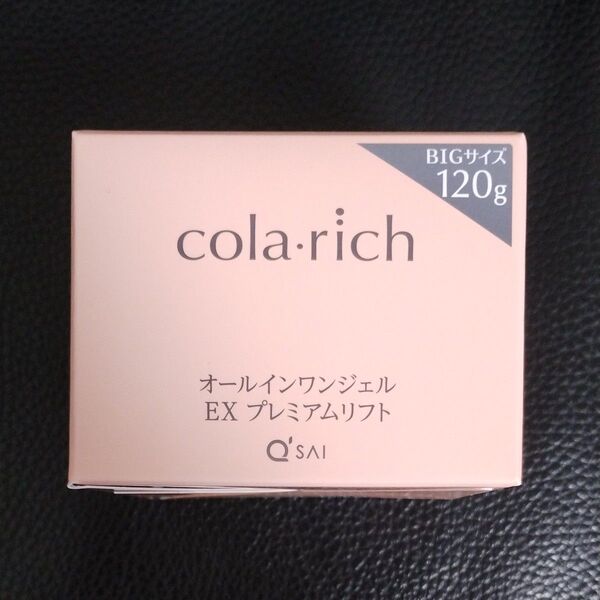 BIGサイズ
120g
cola·rich
オールインワンジェル
EX プレミアムリフト
Q'SAI